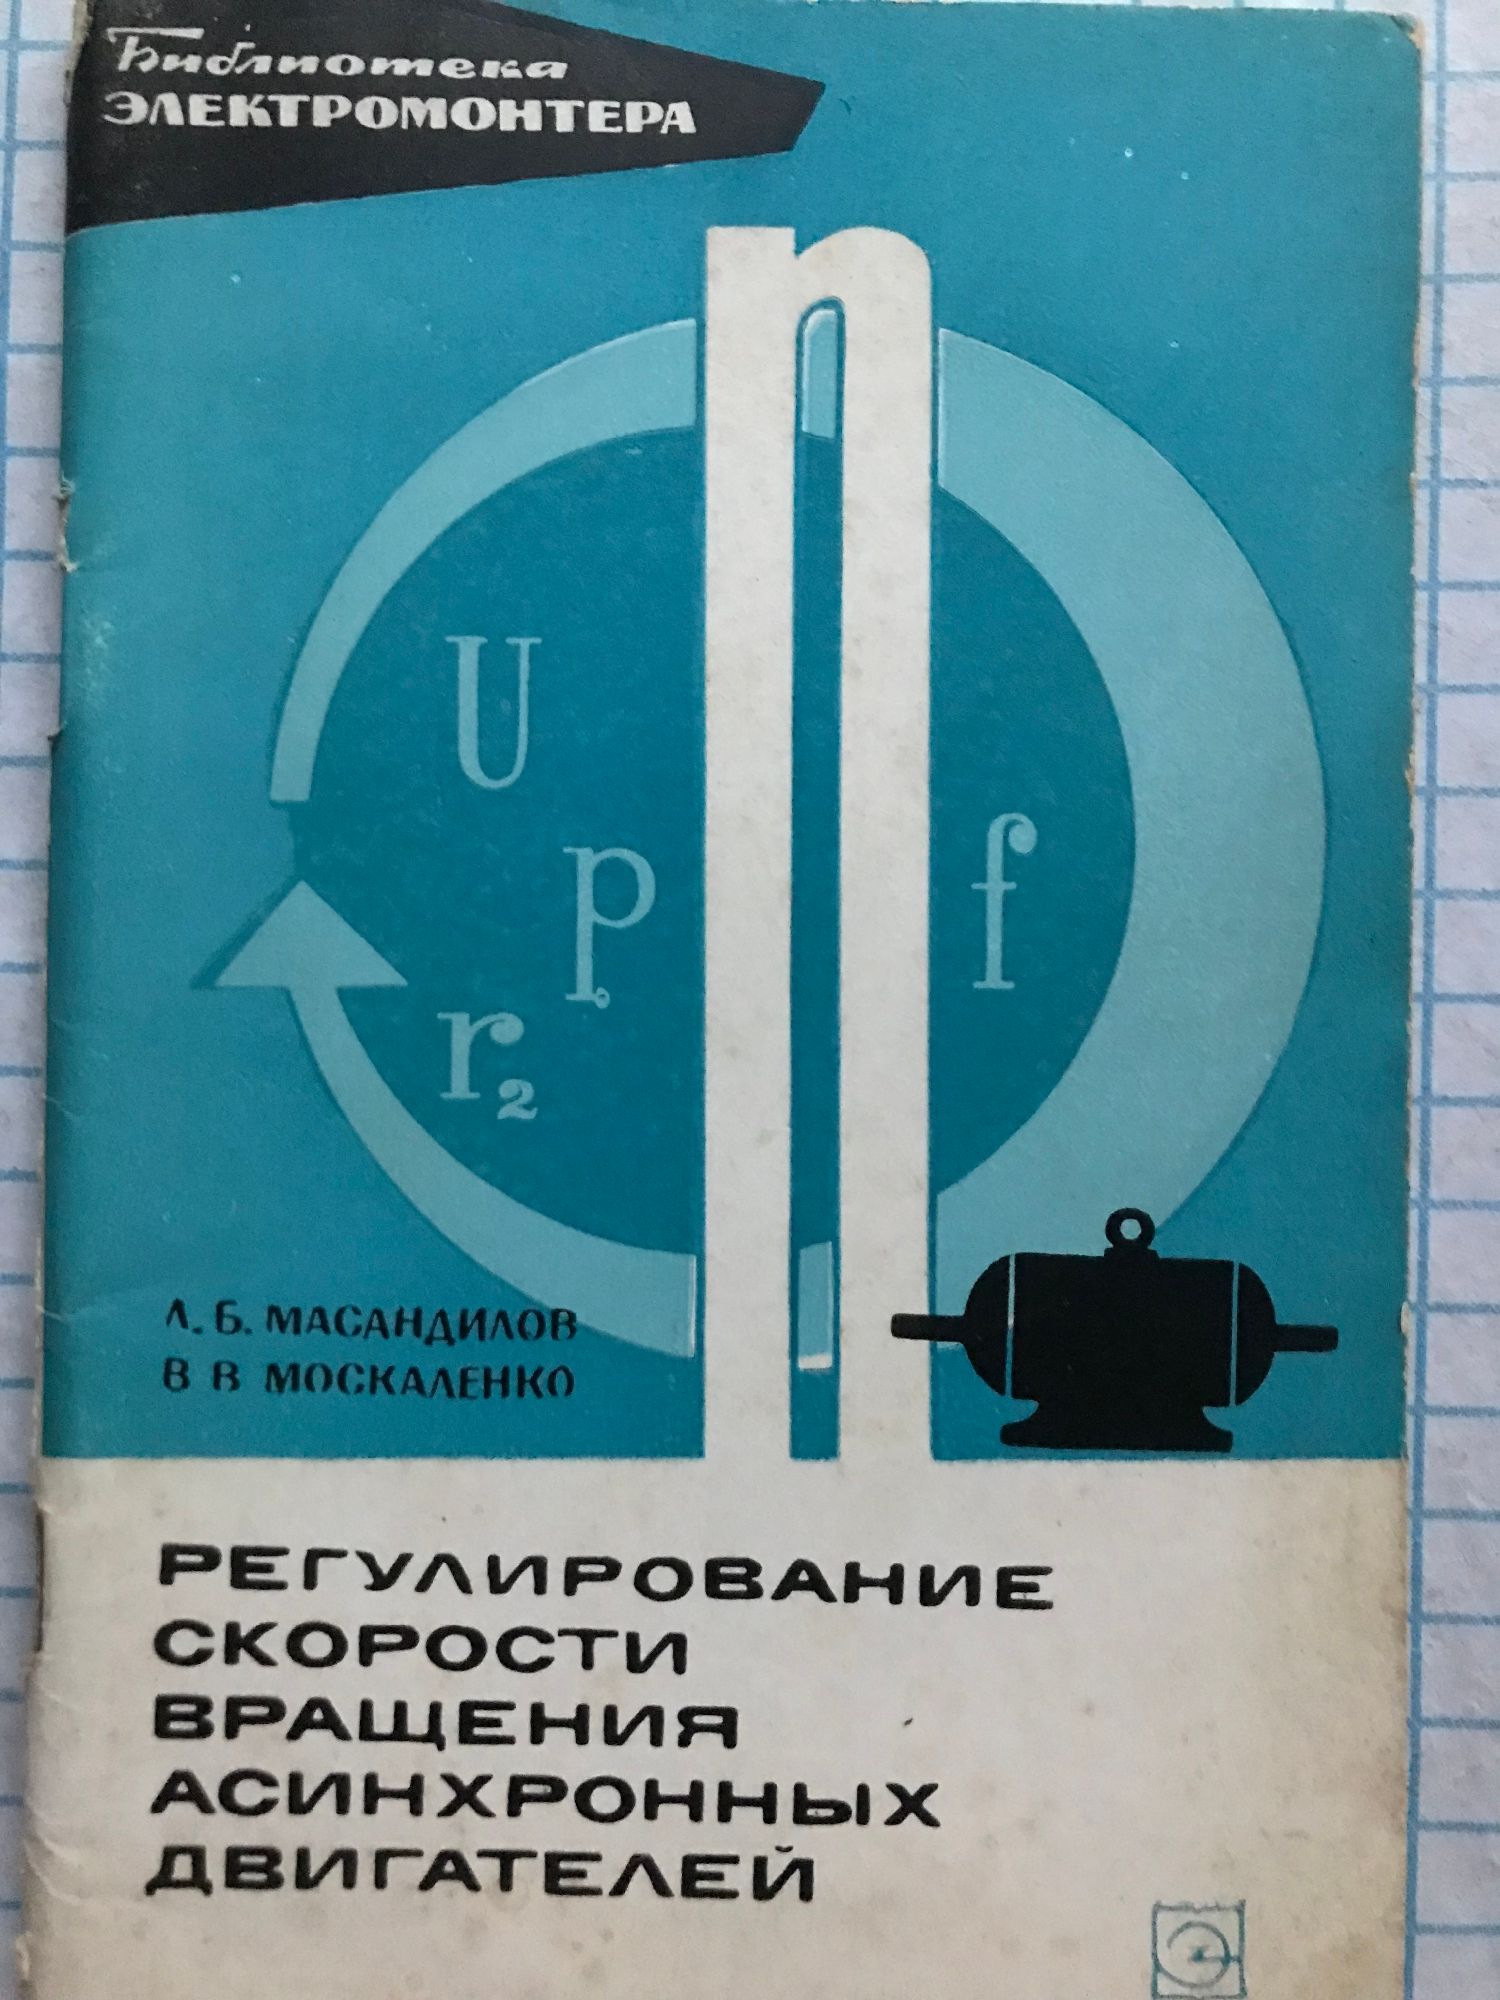 Библиотека
ЭЛЕКТРОМОНТЕРА
n
U
p
f
r₂
Л. Б. МАСАНДИЛОВ
В В МОСКАЛЕНКО
РЕГУЛИРОВАНИЕ
СКОРОСТИ
ВРАЩЕНИЯ
АСИНХРОННЫХ
ДВИГАТЕЛЕЙ